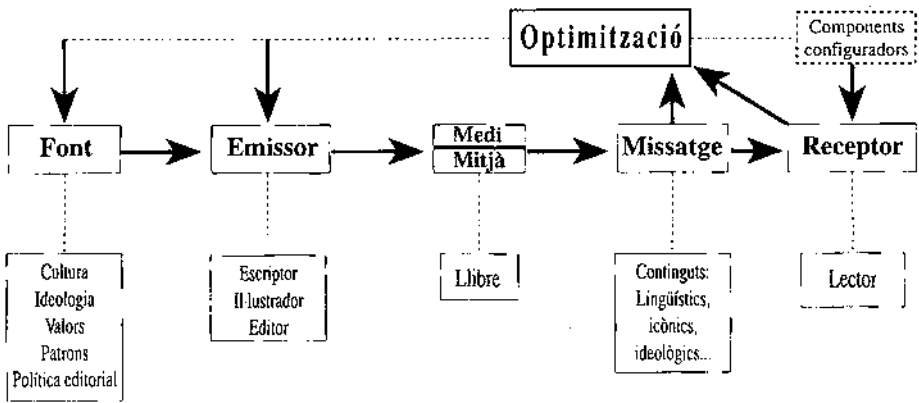 Optimització
Components
configuradors
Font
Emissor
Medi
Mitjà
Missatge
Receptor
Cultura
Ideologia
Valors
Patrons
Política editorial
Escriptor
Il·lustrador
Editor
Llibre
Continguts:
Lingüístics,
icònics,
ideològics...
Lector